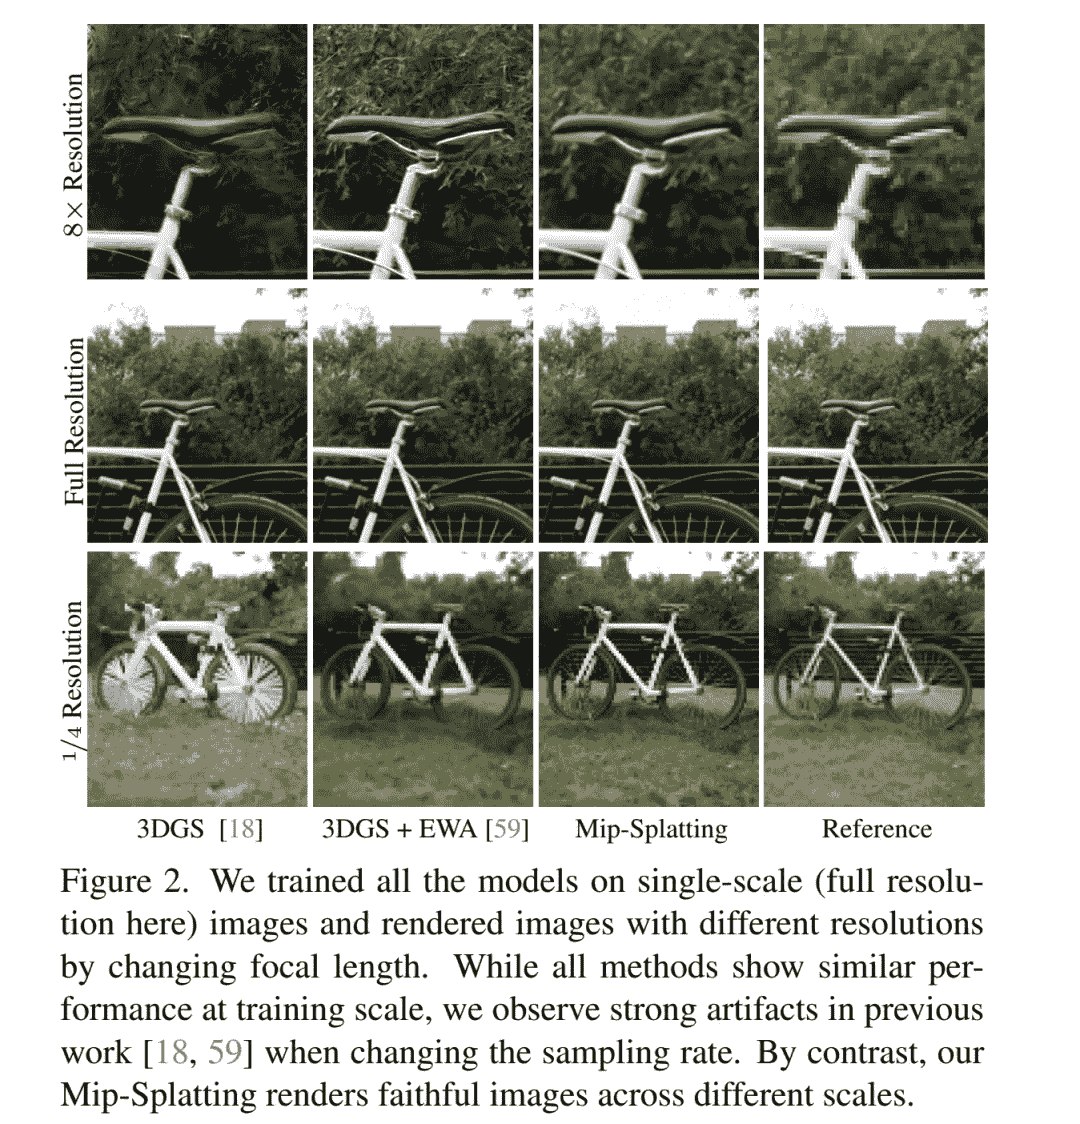 8× Resolution
Full Resolution
1/4 Resolution
3DGS [18]
3DGS + EWA [59]
Mip-Splatting
Reference
Figure 2. We trained all the models on single-scale (full resolu-
tion here) images and rendered images with different resolutions
by changing focal length. While all methods show similar per-
formance at training scale, we observe strong artifacts in previous
work [18, 59] when changing the sampling rate. By contrast, our
Mip-Splatting renders faithful images across different scales.